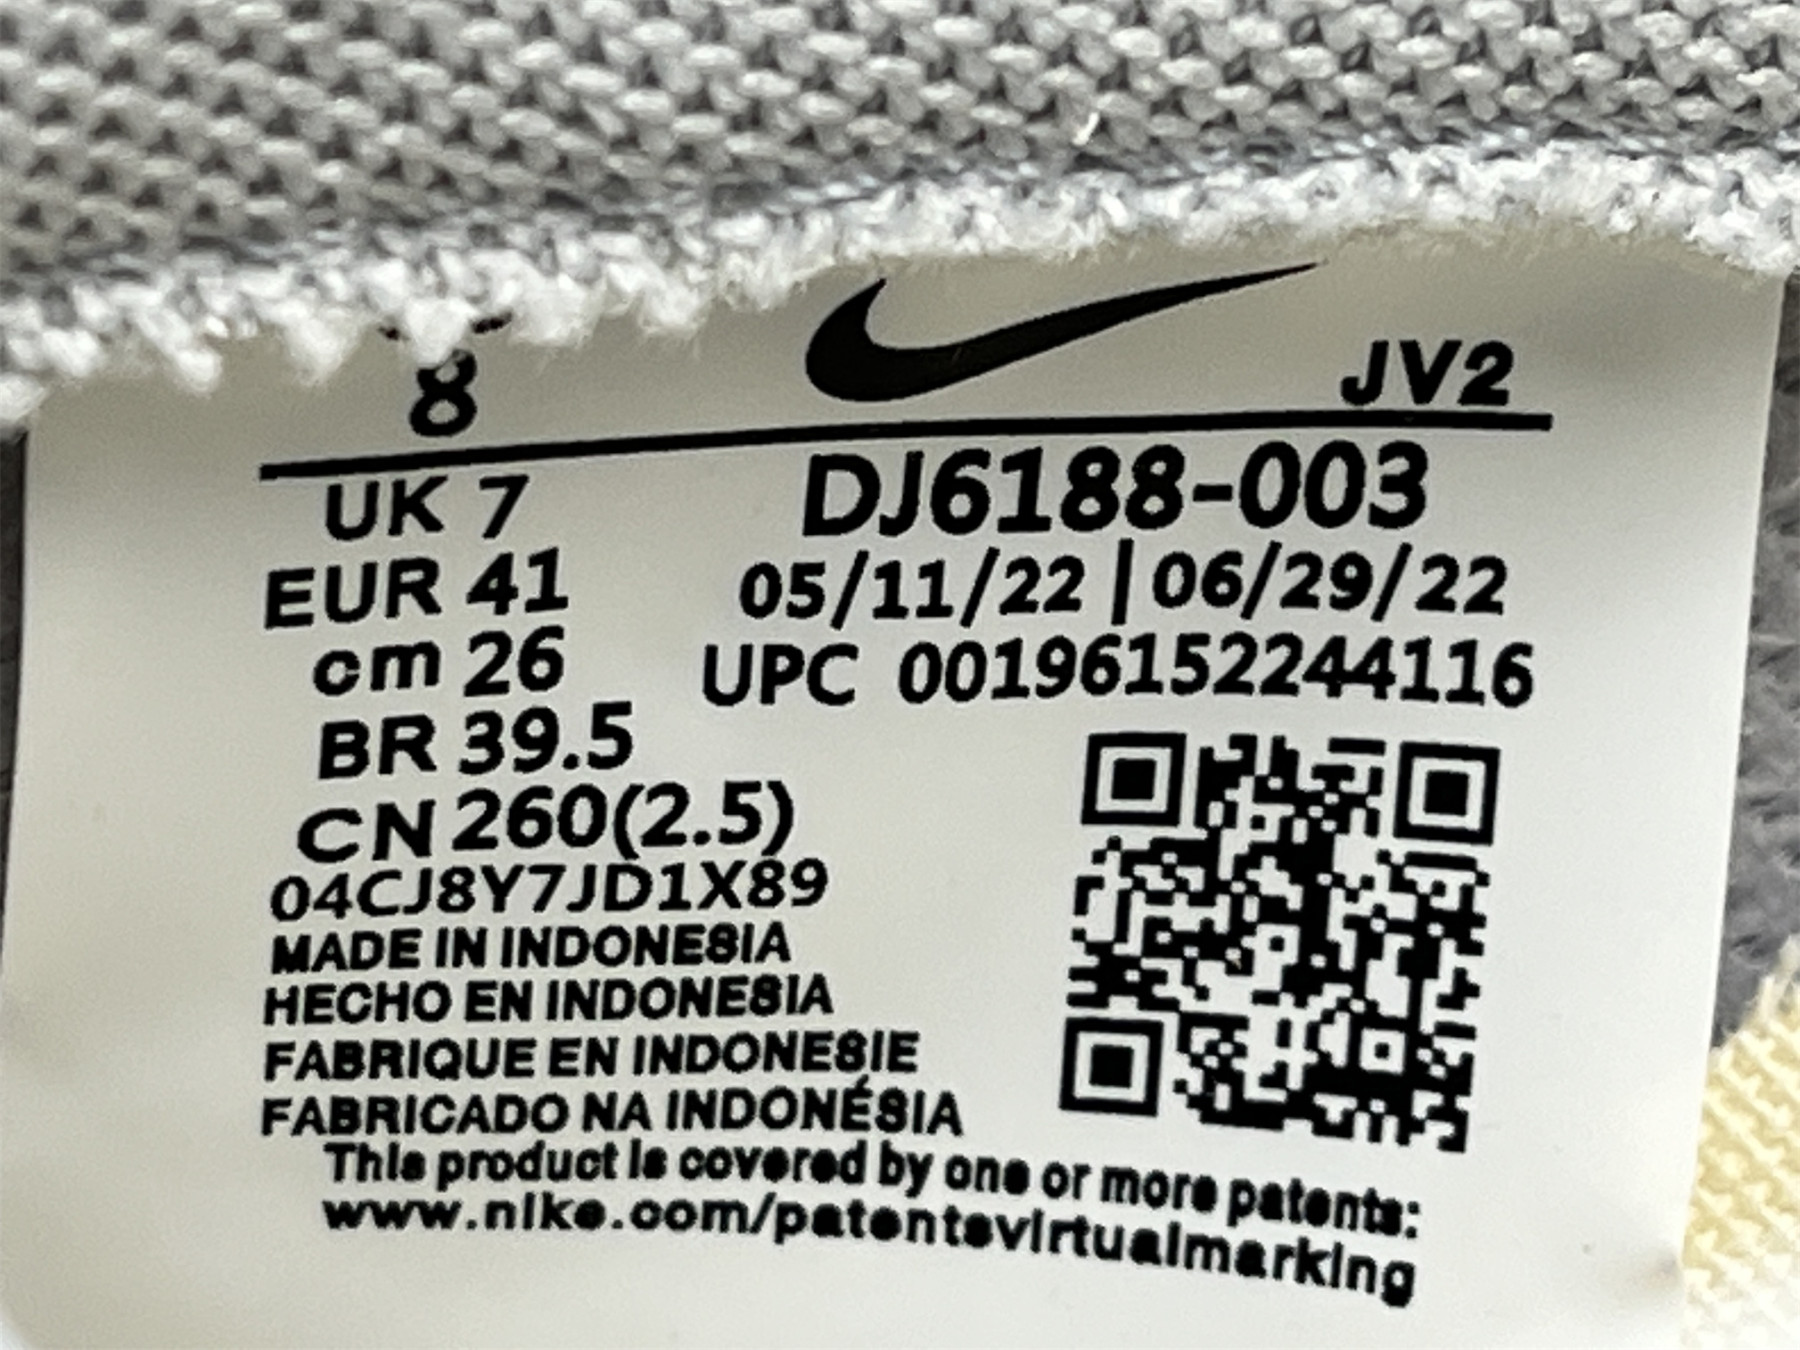 8
JV2
UK 7
DJ6188-003
EUR 41
05/11/22 | 06/29/22
cm 26
UPC 00196152244116
BR 39.5
CN 260(2.5)
04CJ8Y7JD1X89
MADE IN INDONESIA
HECHO EN INDONESIA
FABRIQUE EN INDONESIE
FABRICADO NA INDONÉSIA
This product is covered by one or more patents:
www.nike.com/patentsvirtualmarking